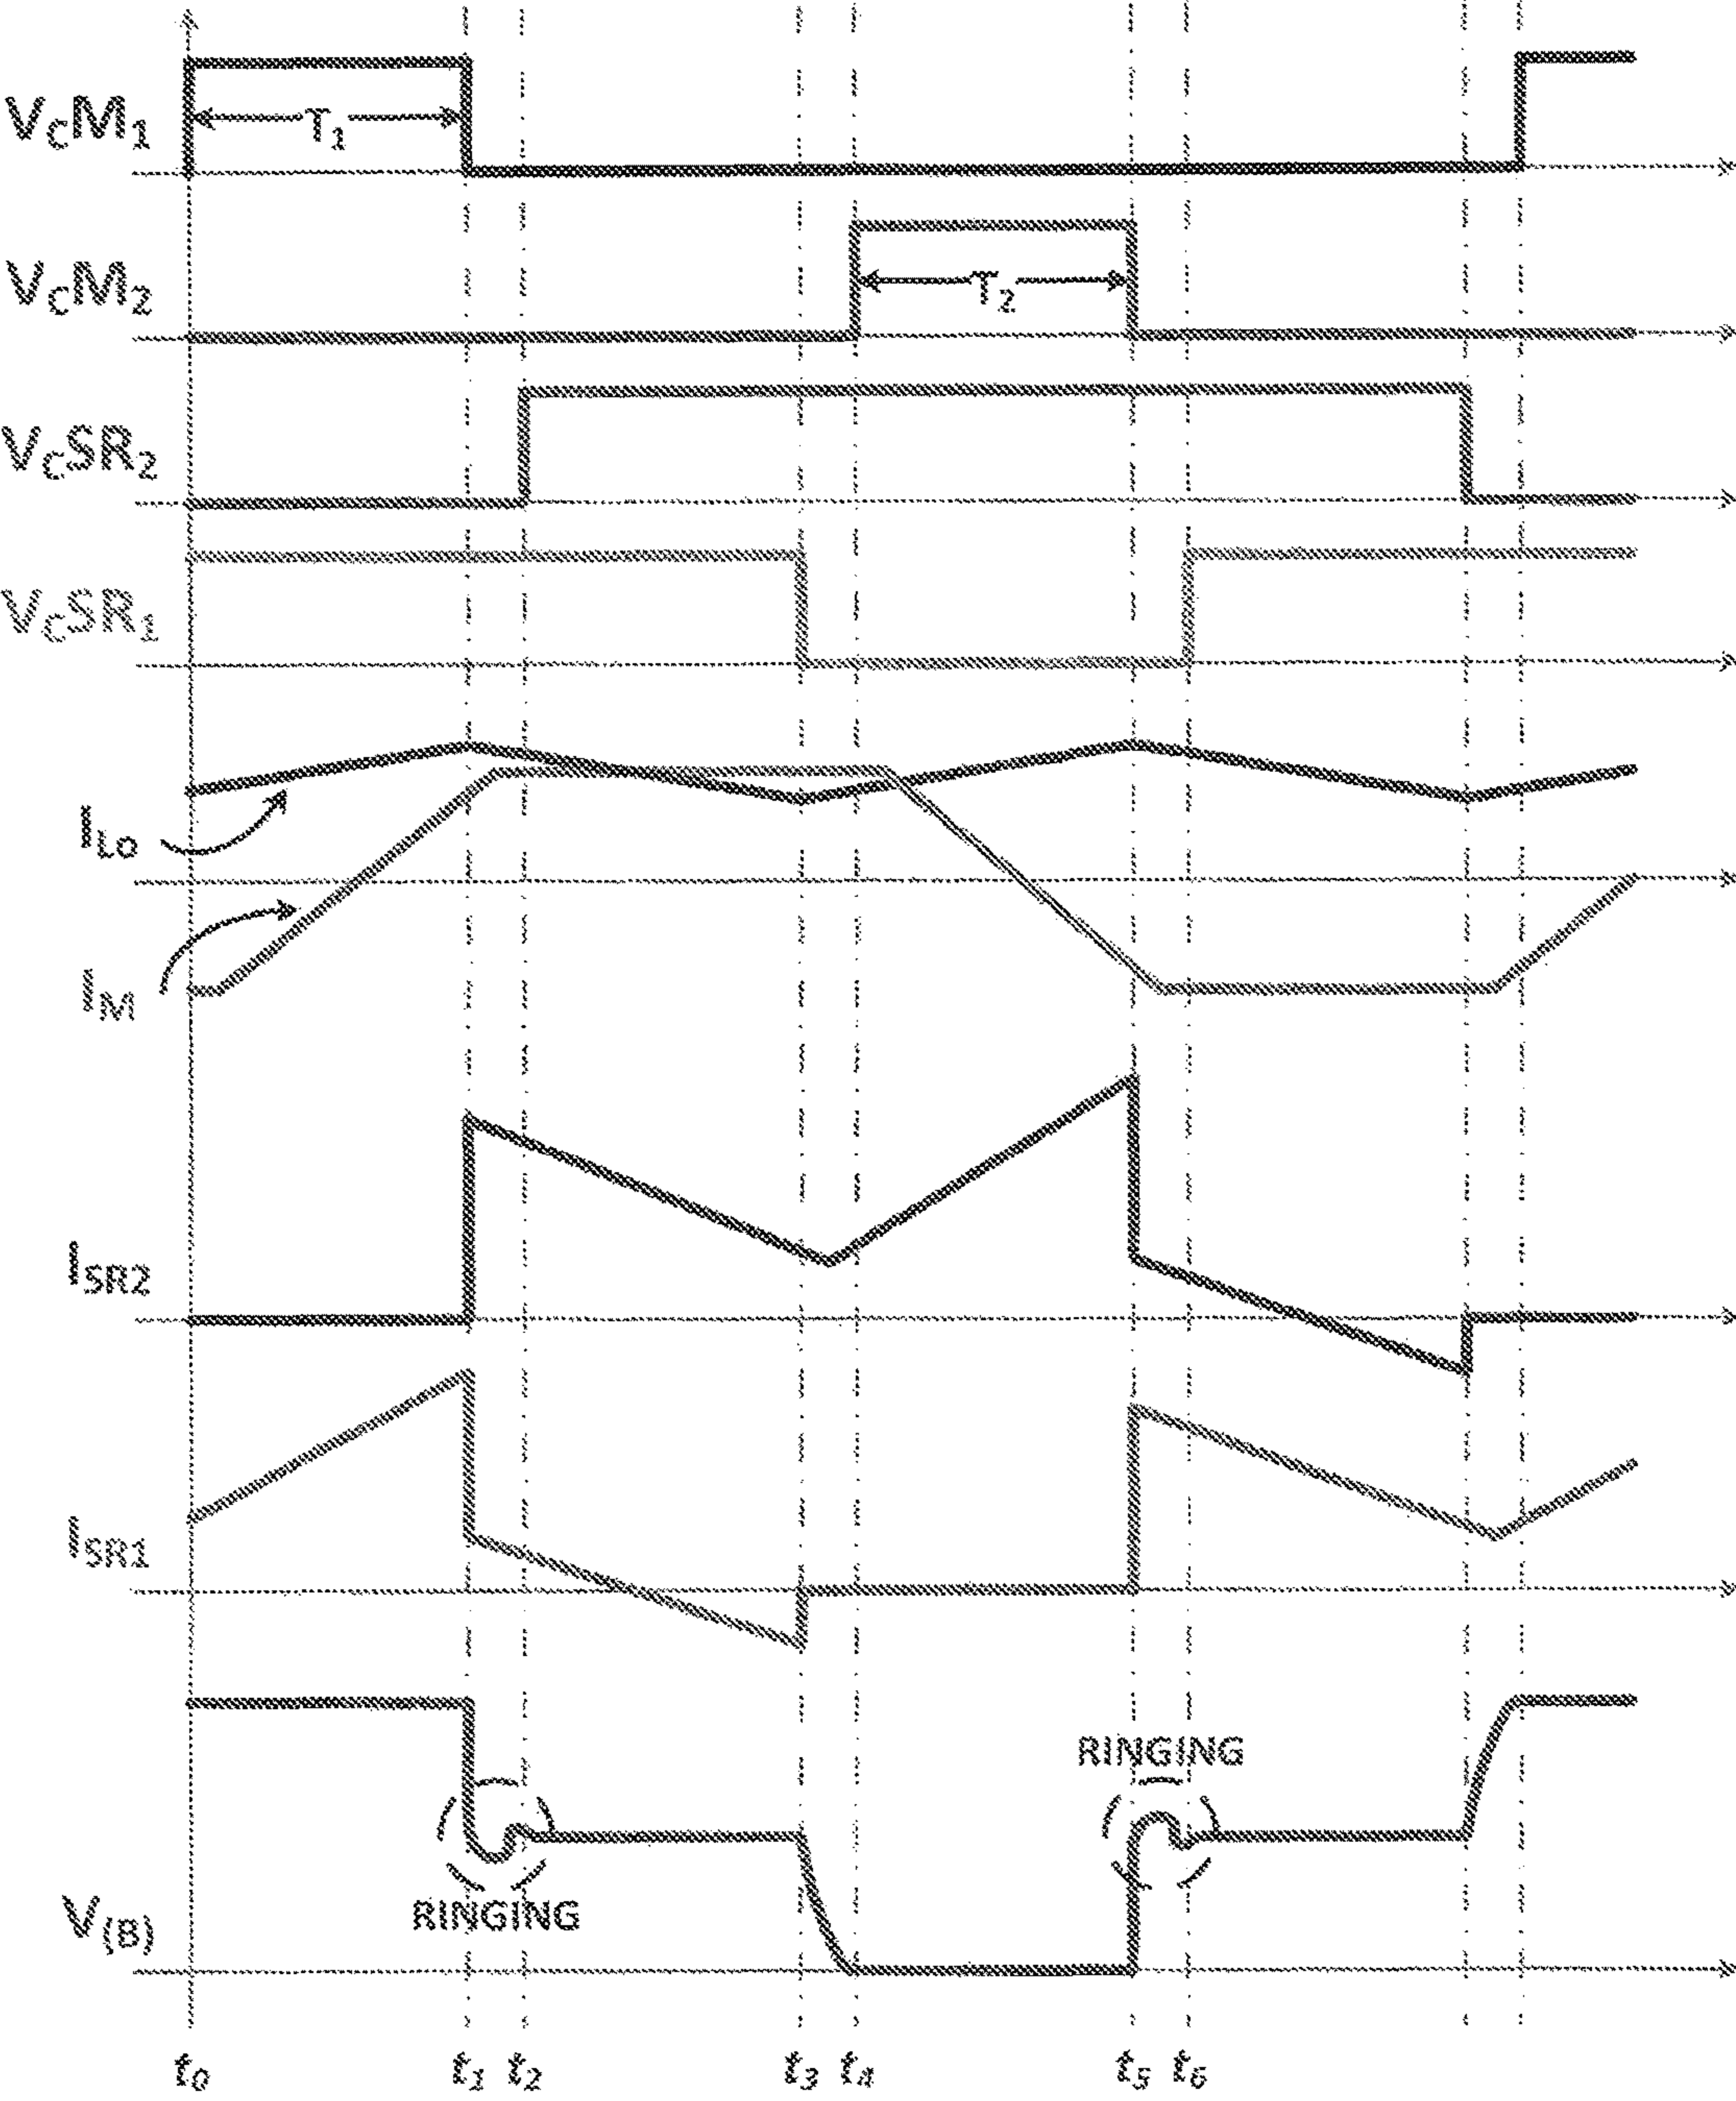 VCM1
T1
VCM2
T2
VCSR2
VCSR1
ILo
IM
ISR2
ISR1
RINGING
RINGING
V(B)
t0 t1 t2 t3 t4 t5 t6